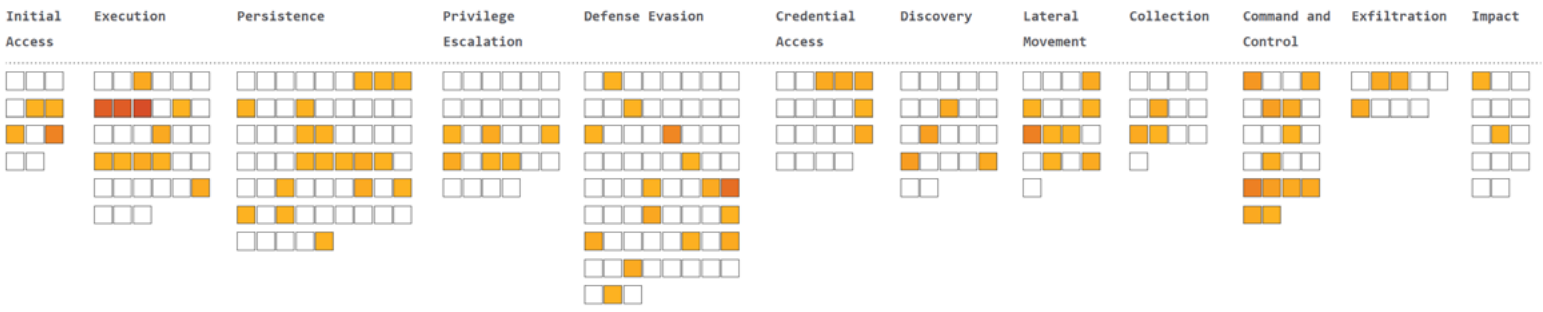 Initial Access
Execution
Persistence
Privilege Escalation
Defense Evasion
Credential Access
Discovery
Lateral Movement
Collection
Command and Control
Exfiltration
Impact